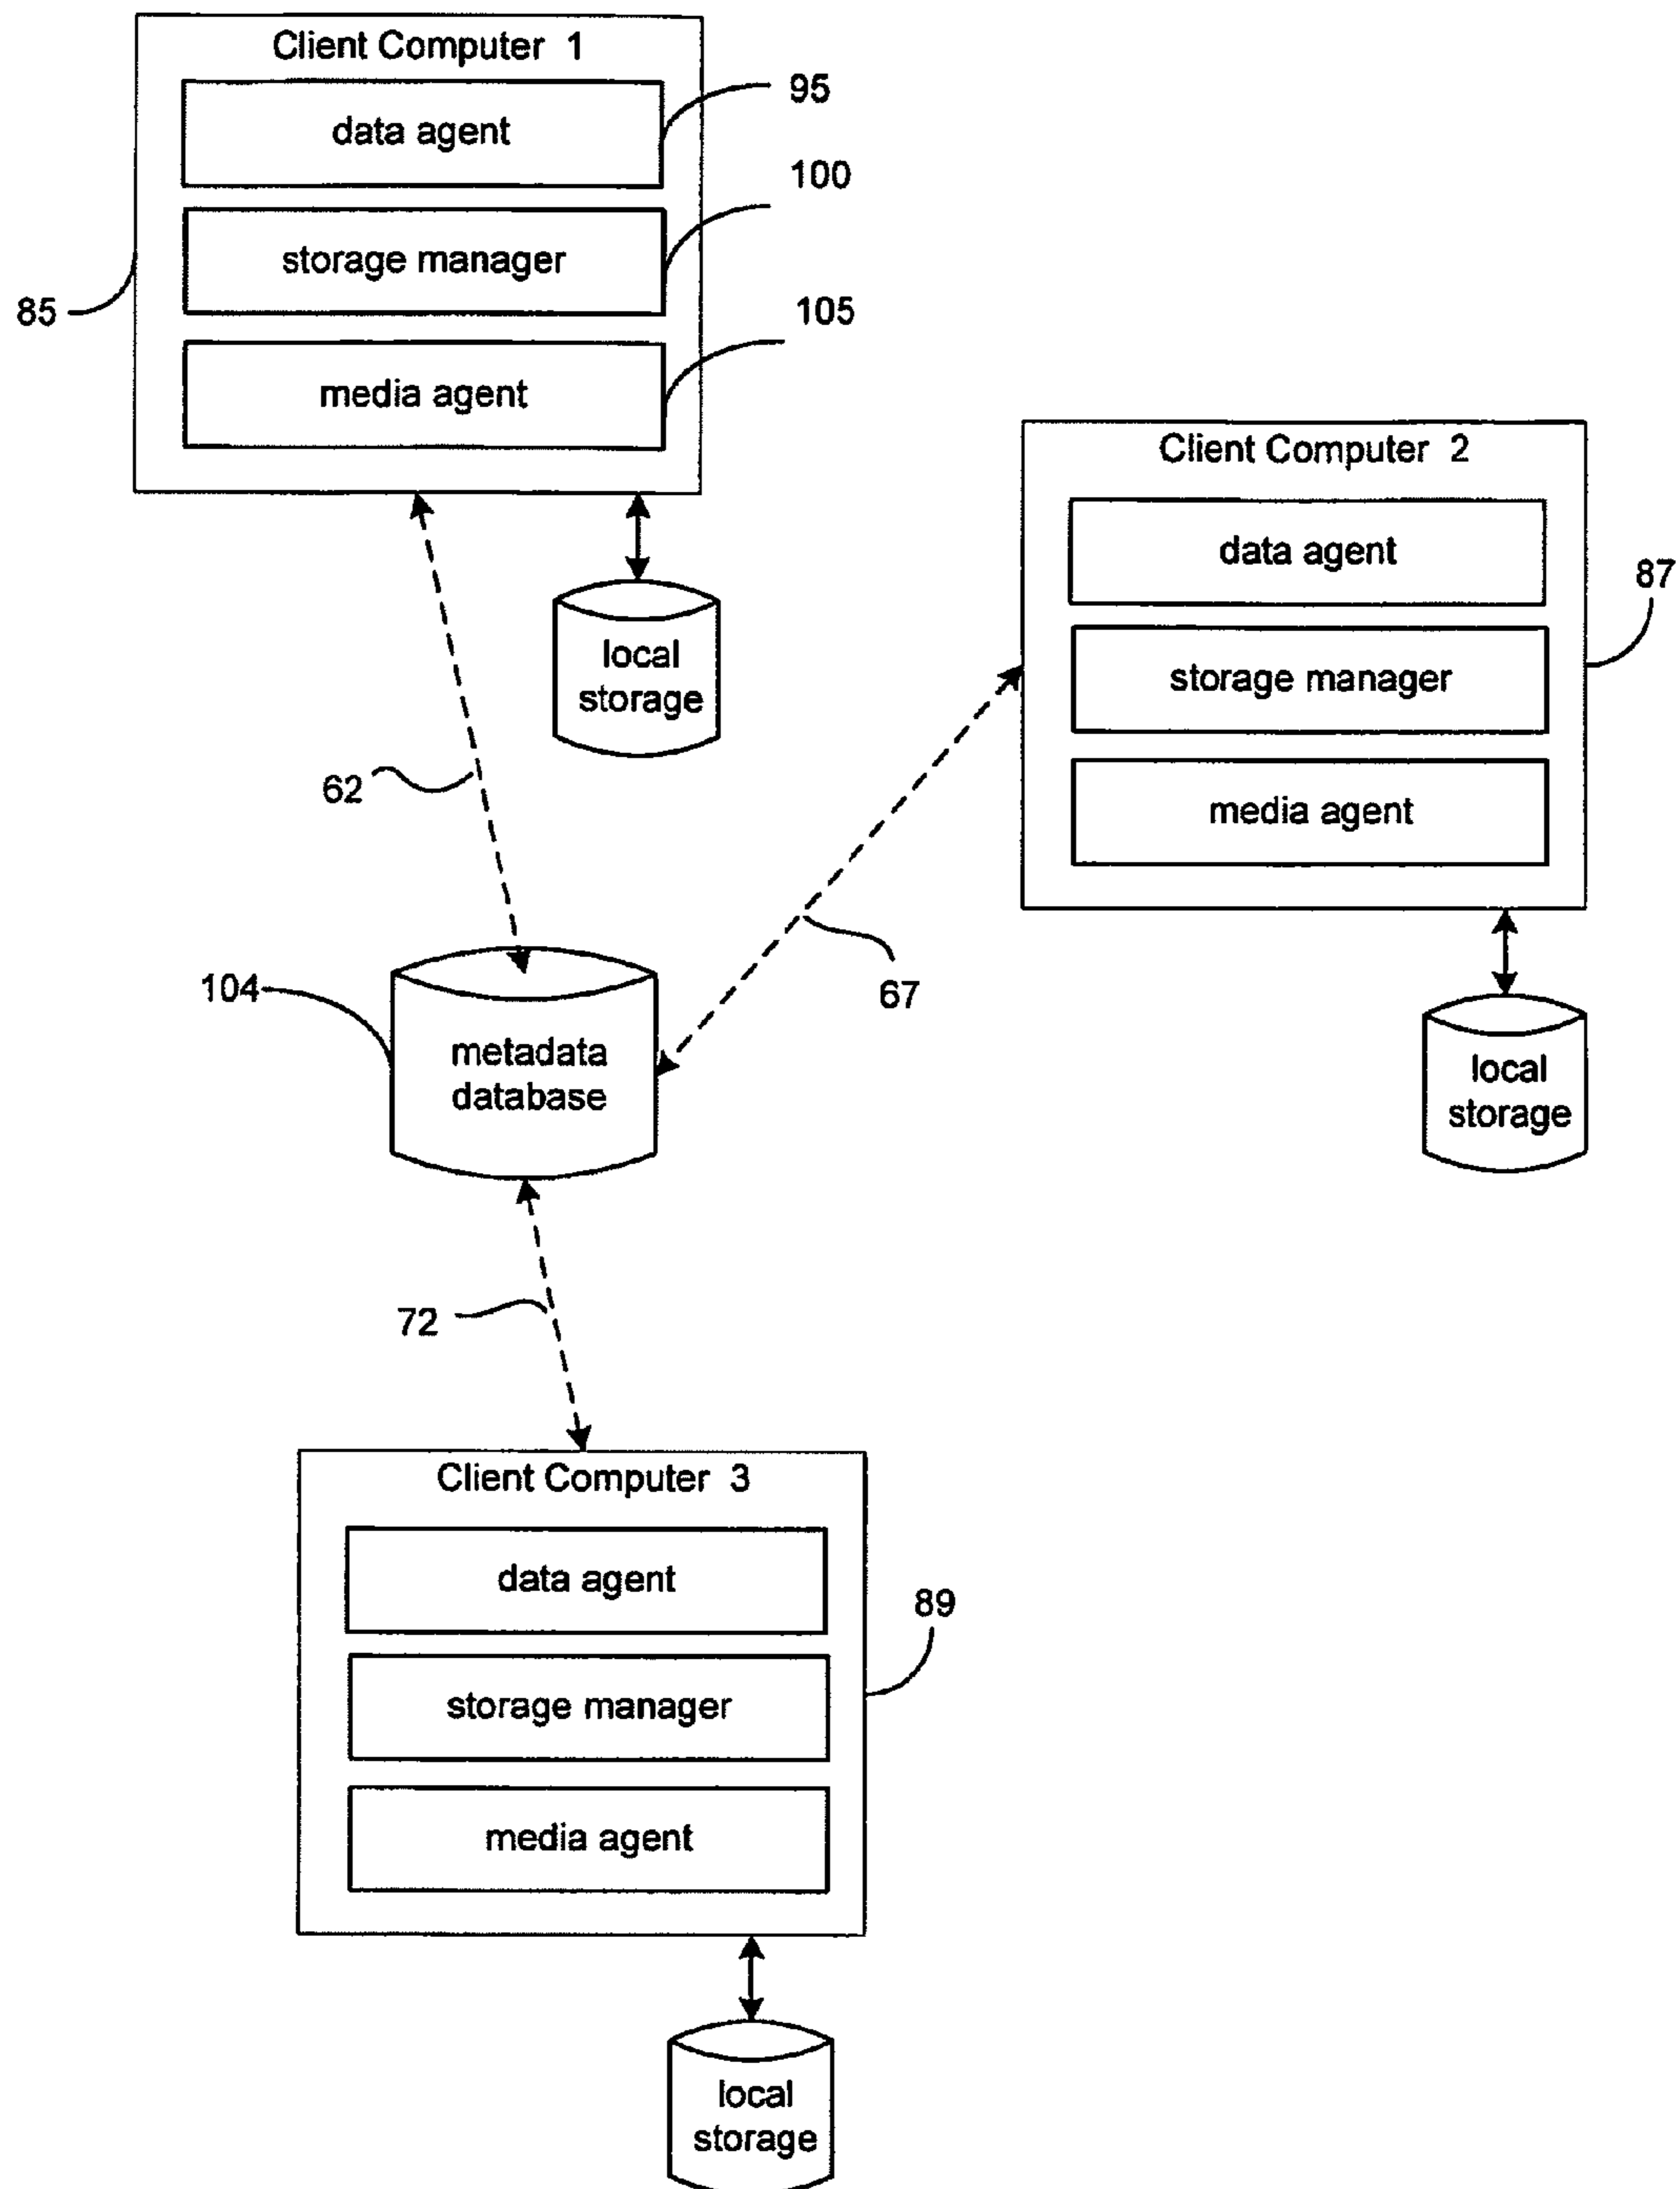 Client Computer 1
data agent
95
100
storage manager
85
105
media agent
Client Computer 2
data agent
87
storage manager
media agent
local
storage
62
67
104
metadata
database
local
storage
72
Client Computer 3
data agent
89
storage manager
media agent
local
storage